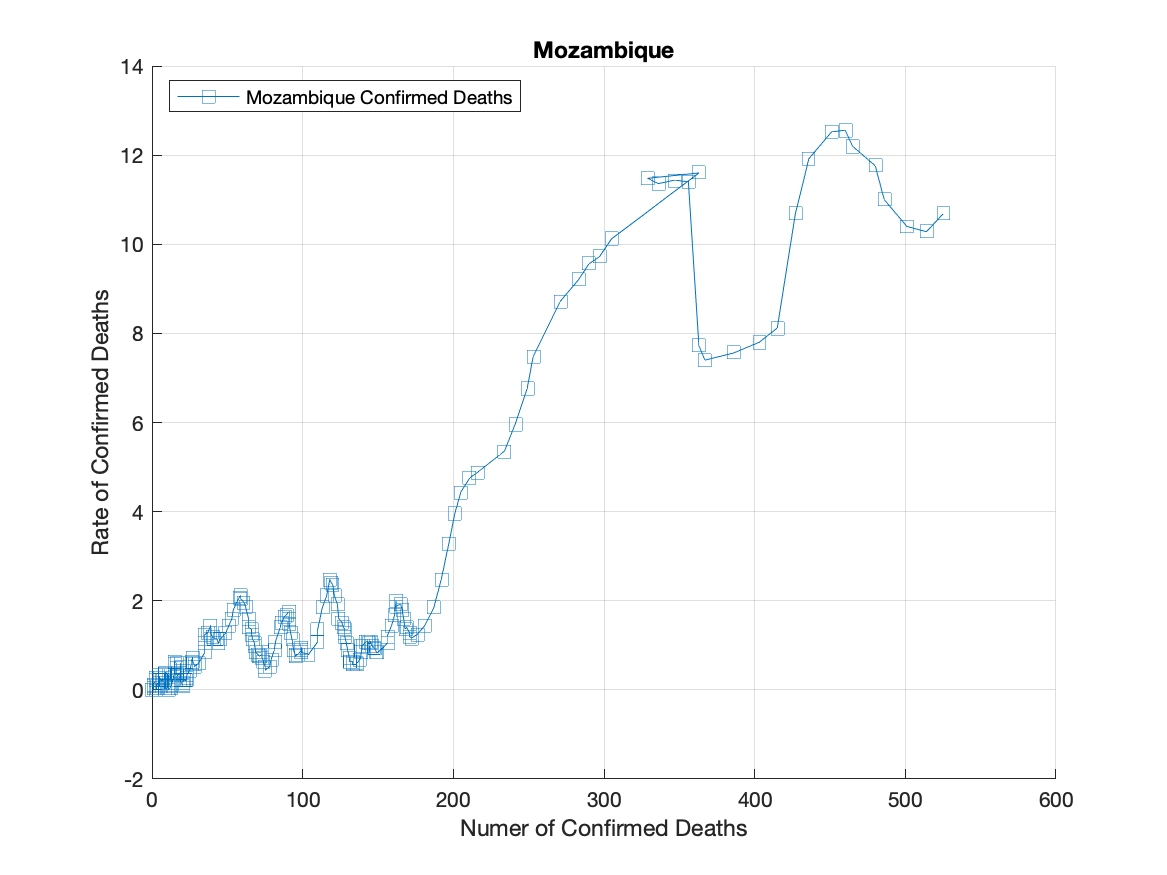 Mozambique
Mozambique Confirmed Deaths
14
12
10
8
6
4
2
0
-2
Rate of Confirmed Deaths
0 100 200 300 400 500 600
Numer of Confirmed Deaths